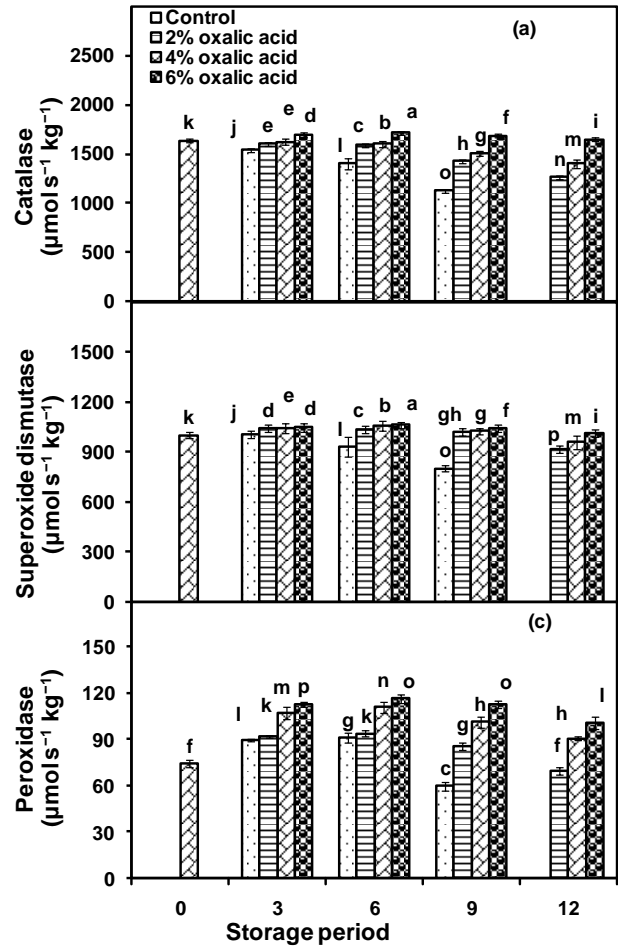 Control
2% oxalic acid
4% oxalic acid
6% oxalic acid
(a)
Catalase
(µmol s⁻¹ kg⁻¹)
2500
2000
1500
1000
500
0
k
j e e d
l c b a
o h g f
n m i
Superoxide dismutase
(µmol s⁻¹ kg⁻¹)
1500
1200
900
600
300
0
k
j d e d
l c b a
o gh g f
p m i
(c)
Peroxidase
(µmol s⁻¹ kg⁻¹)
150
120
90
60
30
0
f
l k m p
g k n o
c g h o
f h l
0 3 6 9 12
Storage period